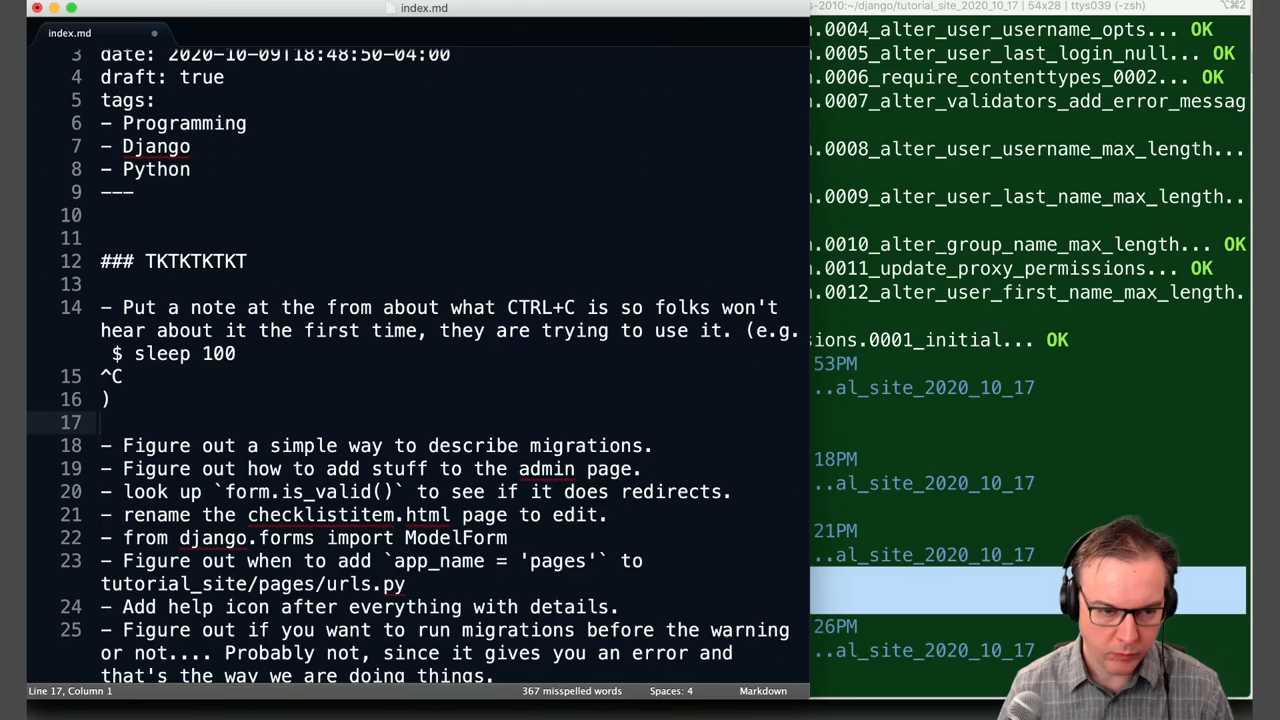 index.md
index.md
3 date: 2020-10-09T18:48:50-04:00
4 draft: true
5 tags:
6 - Programming
7 - Django
8 - Python
9 ---
10
11
12 ### TKTKTKTKT
13
14 - Put a note at the from about what CTRL+C is so folks won't
hear about it the first time, they are trying to use it. (e.g.
$ sleep 100
15 ^C
16 )
17
18 - Figure out a simple way to describe migrations.
19 - Figure out how to add stuff to the admin page.
20 - look up `form.is_valid()` to see if it does redirects.
21 - rename the checklistitem.html page to edit.
22 - from django.forms import ModelForm
23 - Figure out when to add `app_name = 'pages'` to
tutorial_site/pages/urls.py
24 - Add help icon after everything with details.
25 - Figure out if you want to run migrations before the warning
or not.... Probably not, since it gives you an error and
that's the way we are doing things.
Line 17, Column 1
367 misspelled words
Spaces: 4
Markdown
s-2010:~/django/tutorial_site_2020_10_17 | 54x28 | ttys039 (-zsh)
⌥⌘2
.0004_alter_user_username_opts... OK
.0005_alter_user_last_login_null... OK
.0006_require_contenttypes_0002... OK
.0007_alter_validators_add_error_messag
.0008_alter_user_username_max_length...
.0009_alter_user_last_name_max_length..
.0010_alter_group_name_max_length... OK
.0011_update_proxy_permissions... OK
.0012_alter_user_first_name_max_length.
ions.0001_initial... OK
53PM
..al_site_2020_10_17
18PM
..al_site_2020_10_17
21PM
..al_site_2020_10_17
26PM
..al_site_2020_10_17